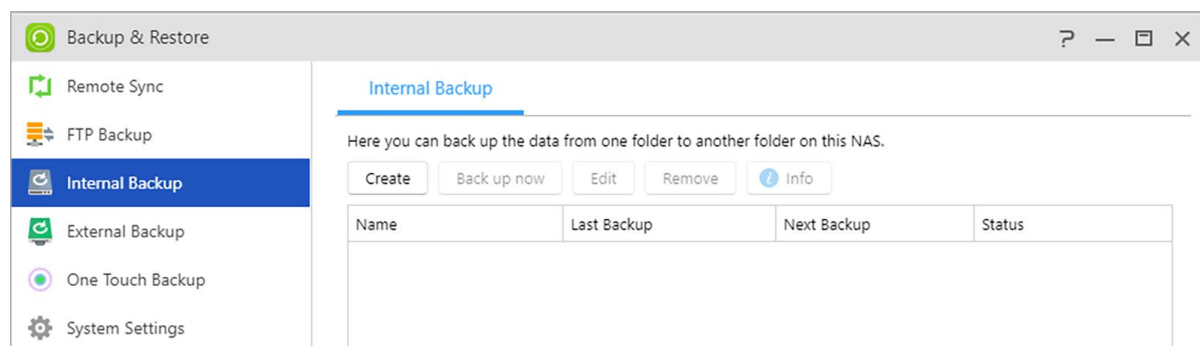 Backup & Restore
Remote Sync
FTP Backup
Internal Backup
External Backup
One Touch Backup
System Settings
Internal Backup
Here you can back up the data from one folder to another folder on this NAS.
Create Back up now Edit Remove Info
Name Last Backup Next Backup Status